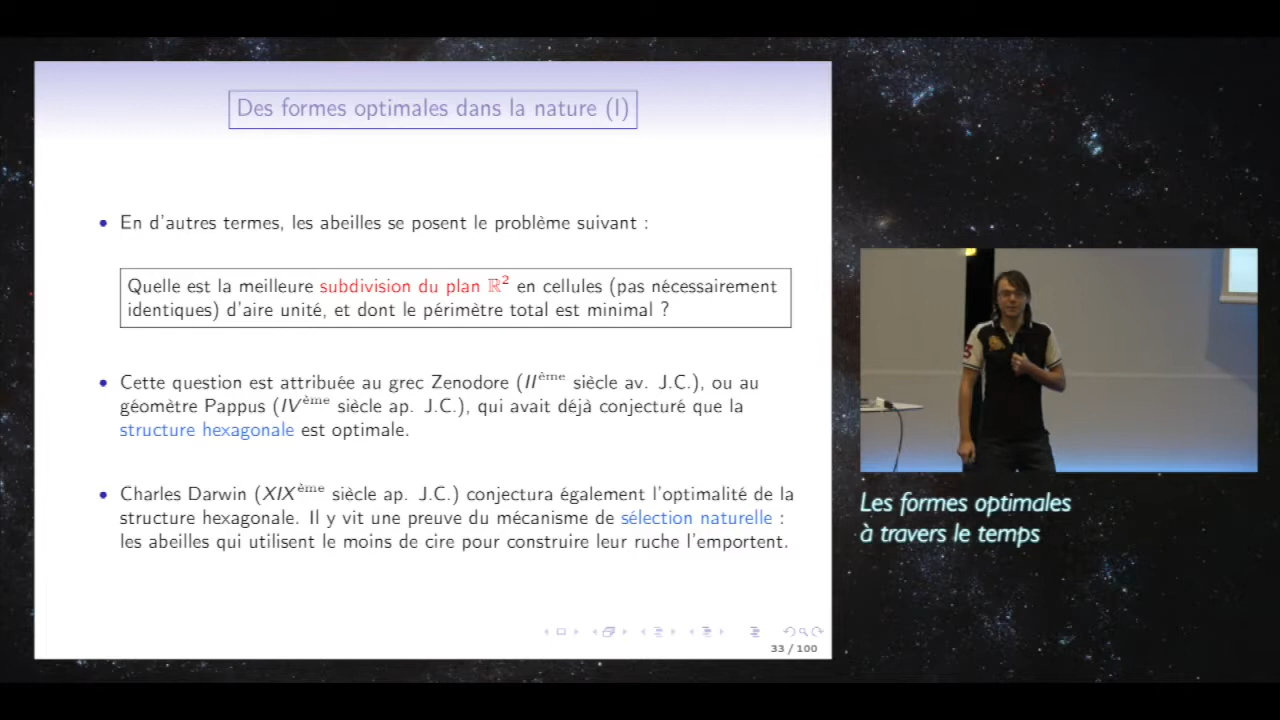 Des formes optimales dans la nature (I)
• En d'autres termes, les abeilles se posent le problème suivant :
Quelle est la meilleure subdivision du plan ℝ² en cellules (pas nécessairement
identiques) d'aire unité, et dont le périmètre total est minimal ?
• Cette question est attribuée au grec Zenodore (IIème siècle av. J.C.), ou au
géomètre Pappus (IVème siècle ap. J.C.), qui avait déjà conjecturé que la
structure hexagonale est optimale.
• Charles Darwin (XIXème siècle ap. J.C.) conjectura également l'optimalité de la
structure hexagonale. Il y vit une preuve du mécanisme de sélection naturelle :
les abeilles qui utilisent le moins de cire pour construire leur ruche l'emportent.
33 / 100
3
Les formes optimales
à travers le temps